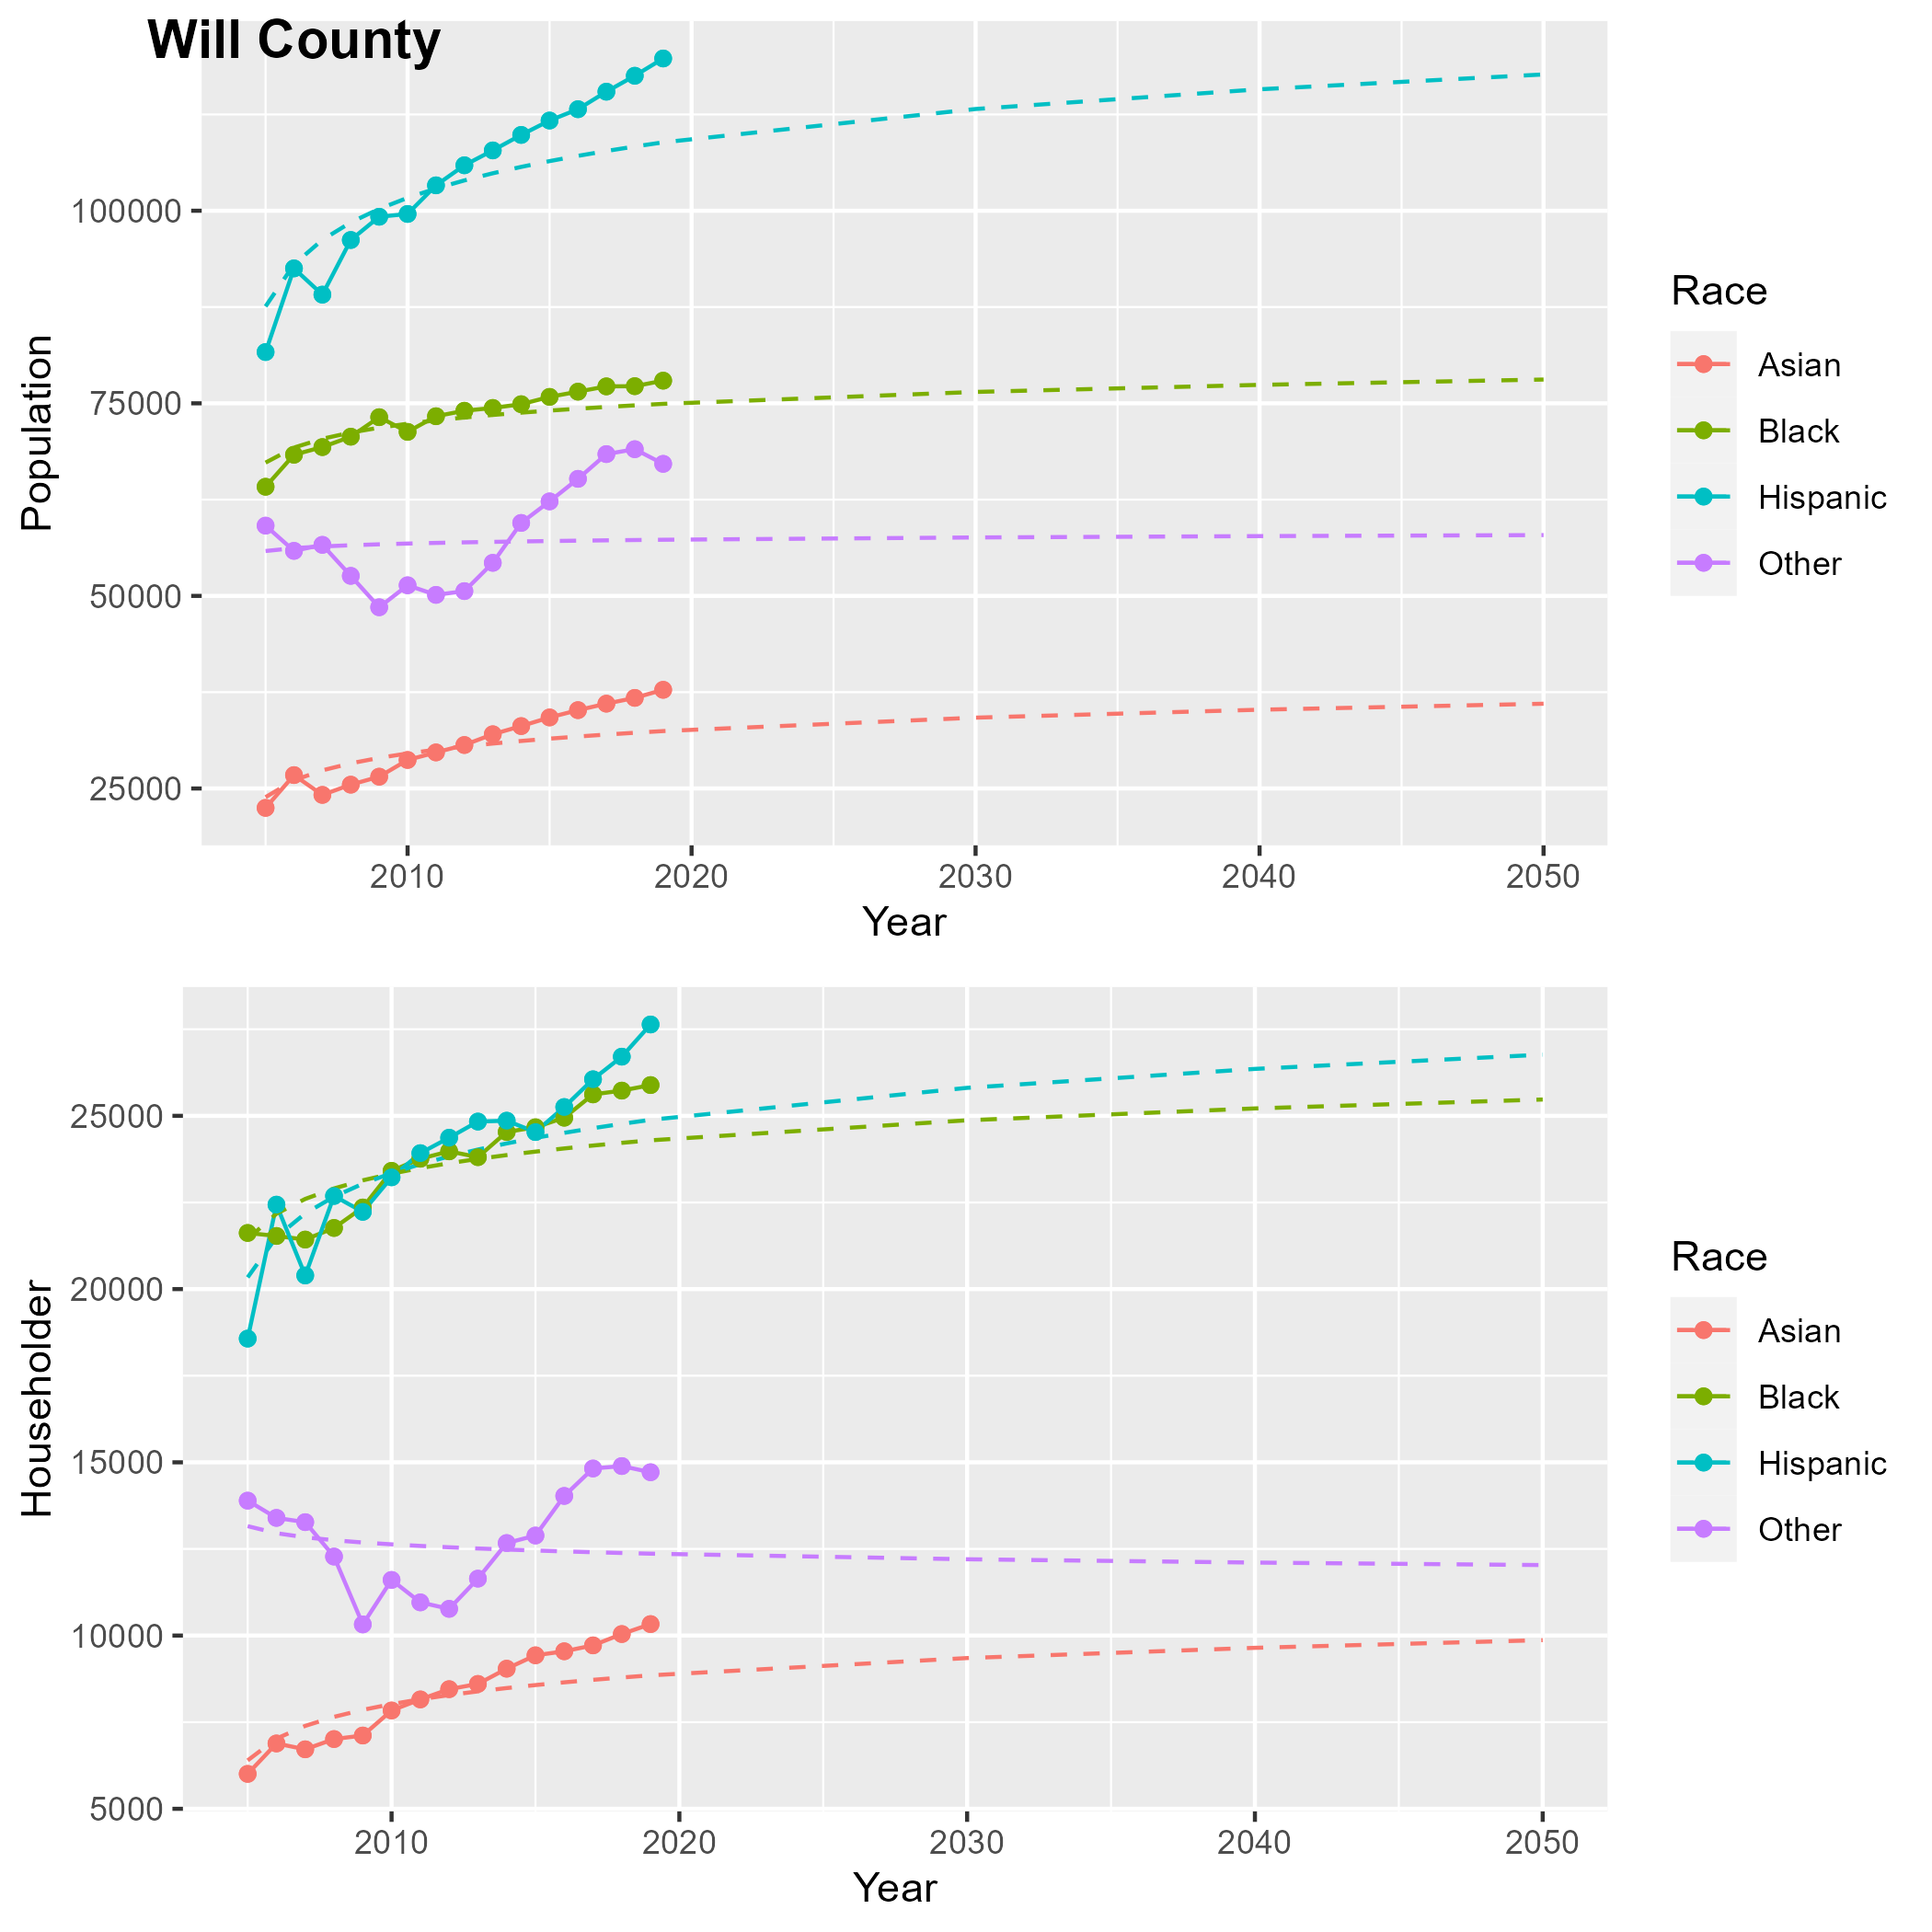 Will County
Population
100000
75000
50000
25000
2010 2020 2030 2040 2050
Year
Race
Asian
Black
Hispanic
Other
Householder
25000
20000
15000
10000
5000
2010 2020 2030 2040 2050
Year
Race
Asian
Black
Hispanic
Other